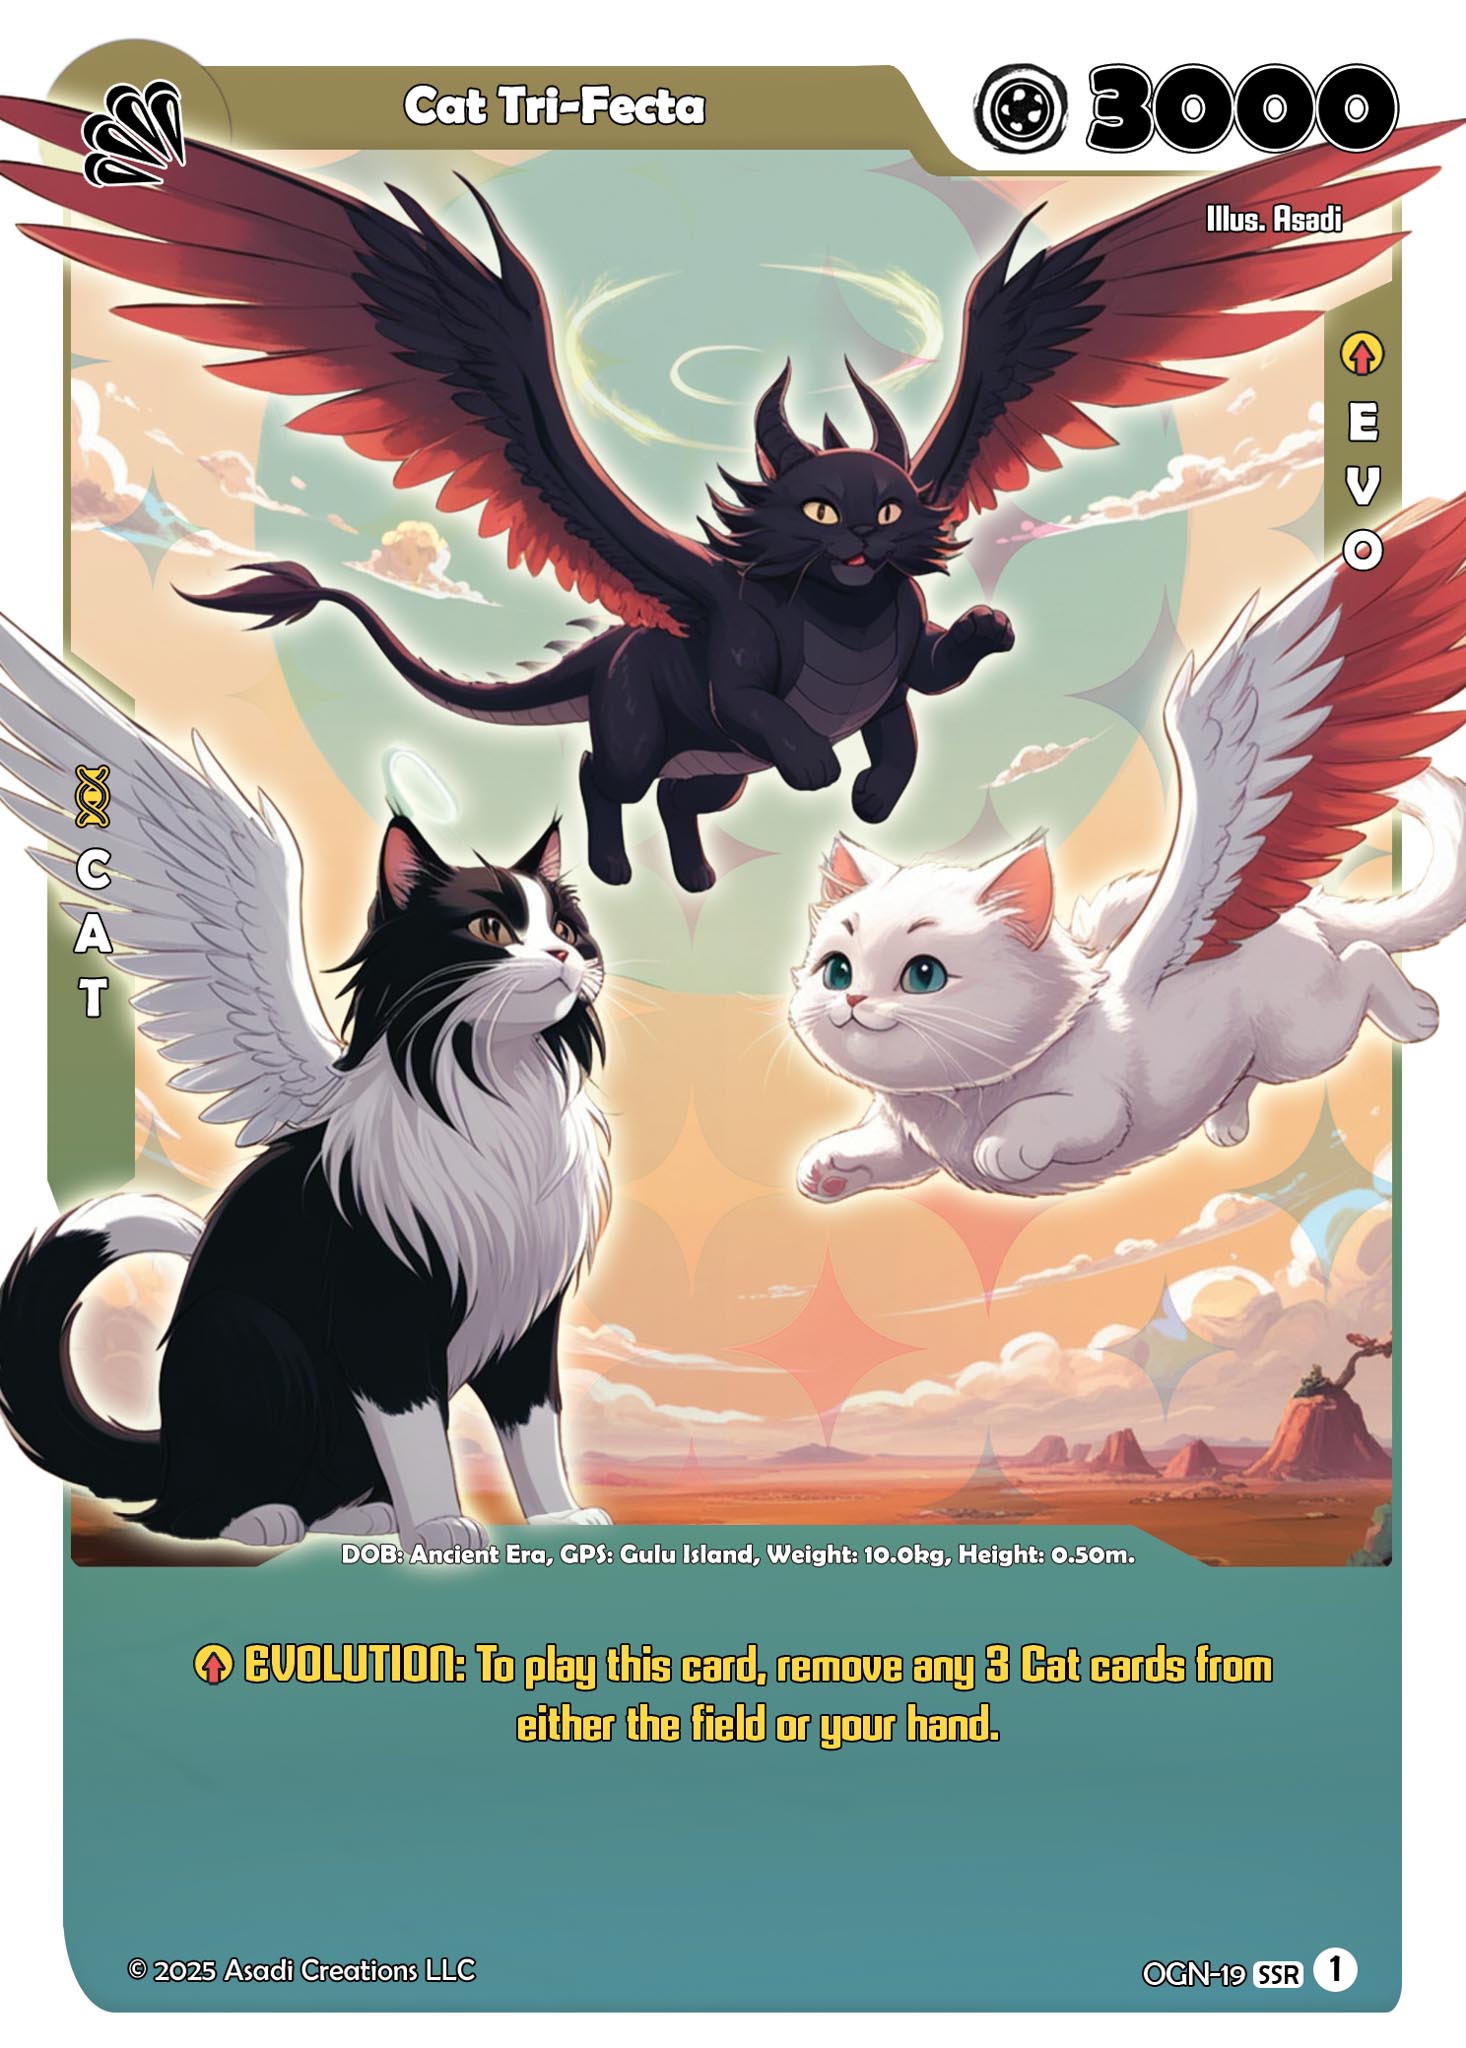 Cat Tri-Fecta
3000
Illus. Asadi
EVO
CAT
DOB: Ancient Era, GPS: Gulu Island, Weight: 10.0kg, Height: 0.50m.
EVOLUTION: To play this card, remove any 3 Cat cards from
either the field or your hand.
© 2025 Asadi Creations LLC
OGN-19 SSR 1